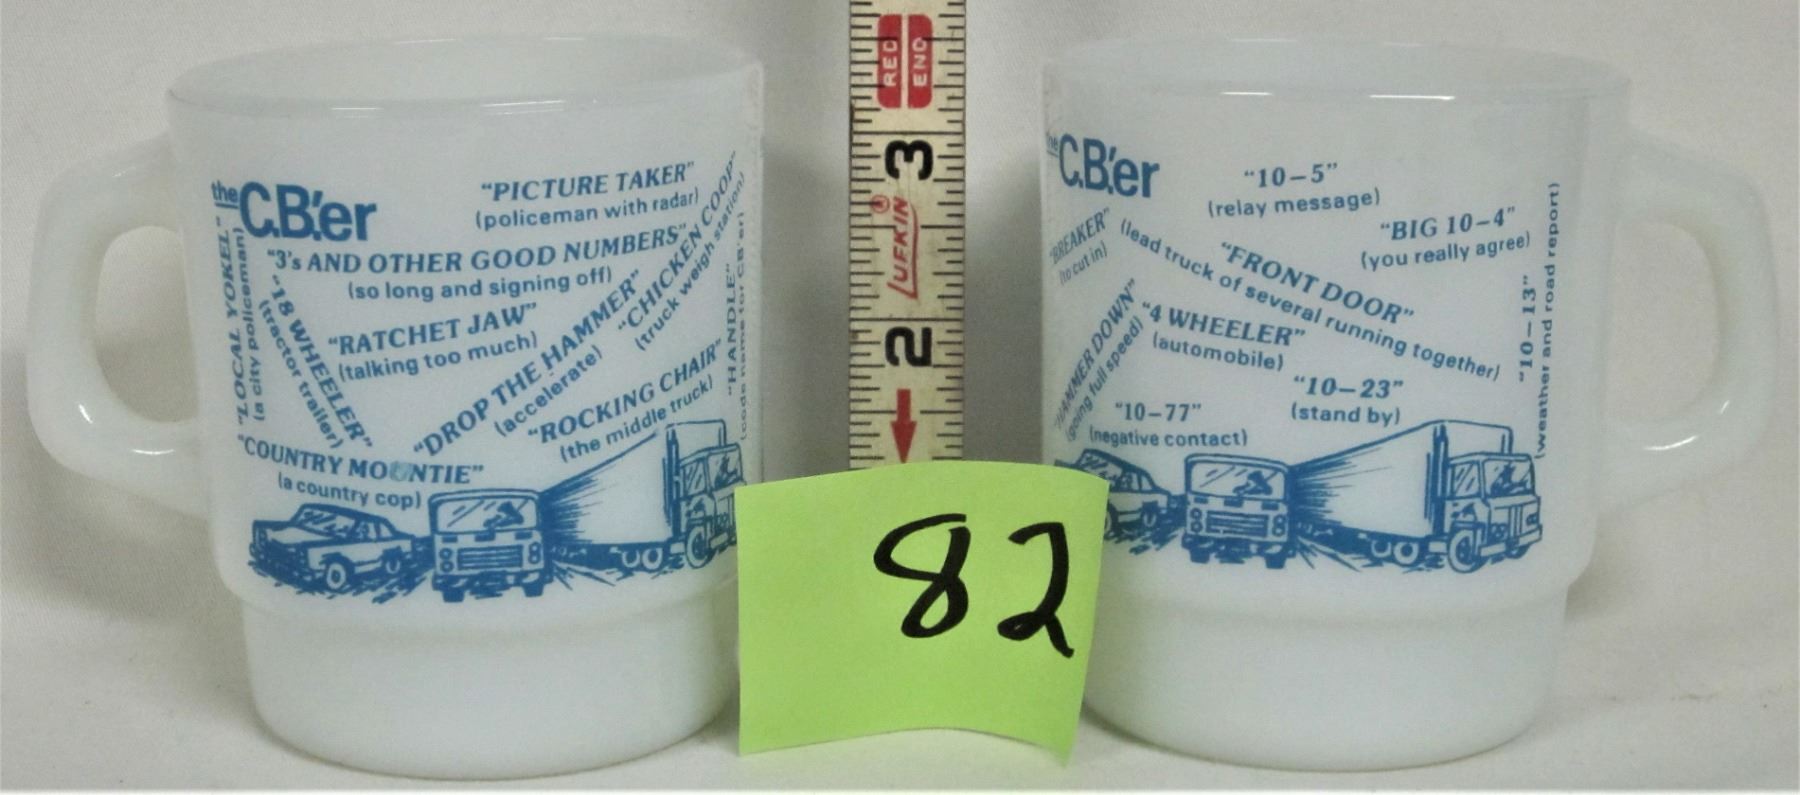 the
C.B.'er
"PICTURE TAKER"
(policeman with radar)
"3's AND OTHER GOOD NUMBERS"
(so long and signing off)
"LOCAL YOKEL"
(a city policeman)
"18 WHEELER"
(tractor trailer)
"RATCHET JAW"
(talking too much)
"DROP THE HAMMER"
(accelerate)
"CHICKEN COOP"
(truck weigh station)
"HANDLE"
(code name for CB'er)
"ROCKING CHAIR"
(the middle truck)
"COUNTRY MOUNTIE"
(a country cop)
RED
END
3
LUFKIN
®
2
82
the
C.B.'er
"10-5"
(relay message)
"BIG 10-4"
(you really agree)
"BREAKER"
(to cut in)
"FRONT DOOR"
(lead truck of several running together)
"HAMMER DOWN"
(going full speed)
"4 WHEELER"
(automobile)
"10-13"
(weather and road report)
"10-23"
(stand by)
"10-77"
(negative contact)